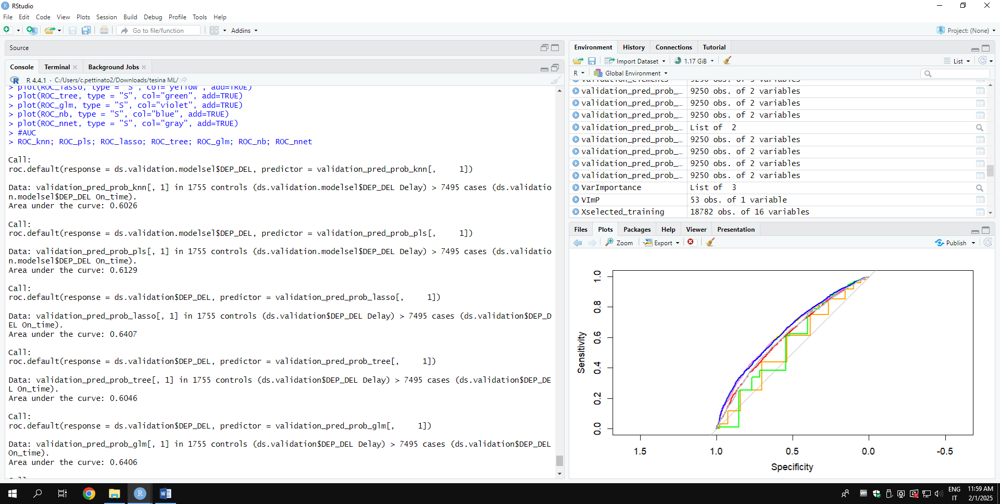 RStudio
File Edit Code View Plots Session Build Debug Profile Tools Help
Go to file/function Addins Project: (None)
Source
Console Terminal Background Jobs
R 4.4.1 · C:/Users/c.pettinato2/Downloads/tesina ML/
> plot(ROC_lasso, type = "S", col="yellow", add=TRUE)
> plot(ROC_tree, type = "S", col="green", add=TRUE)
> plot(ROC_glm, type = "S", col="violet", add=TRUE)
> plot(ROC_nb, type = "S", col="blue", add=TRUE)
> plot(ROC_nnet, type = "S", col="gray", add=TRUE)
> #AUC
> ROC_knn; ROC_pls; ROC_lasso; ROC_tree; ROC_glm; ROC_nb; ROC_nnet
Call:
roc.default(response = ds.validation.modelsel$DEP_DEL, predictor = validation_pred_prob_knn[,     1])
Data: validation_pred_prob_knn[, 1] in 1755 controls (ds.validation.modelsel$DEP_DEL Delay) > 7495 cases (ds.validatio
n.modelsel$DEP_DEL On_time).
Area under the curve: 0.6026
Call:
roc.default(response = ds.validation.modelsel$DEP_DEL, predictor = validation_pred_prob_pls[,     1])
Data: validation_pred_prob_pls[, 1] in 1755 controls (ds.validation.modelsel$DEP_DEL Delay) > 7495 cases (ds.validatio
n.modelsel$DEP_DEL On_time).
Area under the curve: 0.6129
Call:
roc.default(response = ds.validation$DEP_DEL, predictor = validation_pred_prob_lasso[,     1])
Data: validation_pred_prob_lasso[, 1] in 1755 controls (ds.validation$DEP_DEL Delay) > 7495 cases (ds.validation$DEP_D
EL On_time).
Area under the curve: 0.6407
Call:
roc.default(response = ds.validation$DEP_DEL, predictor = validation_pred_prob_tree[,     1])
Data: validation_pred_prob_tree[, 1] in 1755 controls (ds.validation$DEP_DEL Delay) > 7495 cases (ds.validation$DEP_DE
L On_time).
Area under the curve: 0.6046
Call:
roc.default(response = ds.validation$DEP_DEL, predictor = validation_pred_prob_glm[,     1])
Data: validation_pred_prob_glm[, 1] in 1755 controls (ds.validation$DEP_DEL Delay) > 7495 cases (ds.validation$DEP_DEL
On_time).
Area under the curve: 0.6406
Environment History Connections Tutorial
Import Dataset 1.17 GiB List
R Global Environment
validation_elements 9250 obs. of 5 variables
validation_pred_prob_... 9250 obs. of 2 variables
validation_pred_prob_... 9250 obs. of 2 variables
validation_pred_prob_... 9250 obs. of 2 variables
validation_pred_prob_... List of 2
validation_pred_prob_... 9250 obs. of 2 variables
validation_pred_prob_... 9250 obs. of 2 variables
validation_pred_prob_... 9250 obs. of 2 variables
validation_pred_prob_... 9250 obs. of 2 variables
VarImportance List of 3
VImP 53 obs. of 1 variable
Xselected_training 18782 obs. of 16 variables
Files Plots Packages Help Viewer Presentation
Zoom Export Publish
Sensitivity
1.0
0.8
0.6
0.4
0.2
0.0
1.5 1.0 0.5 0.0 -0.5
Specificity
ENG
IT
11:59 AM
2/1/2025